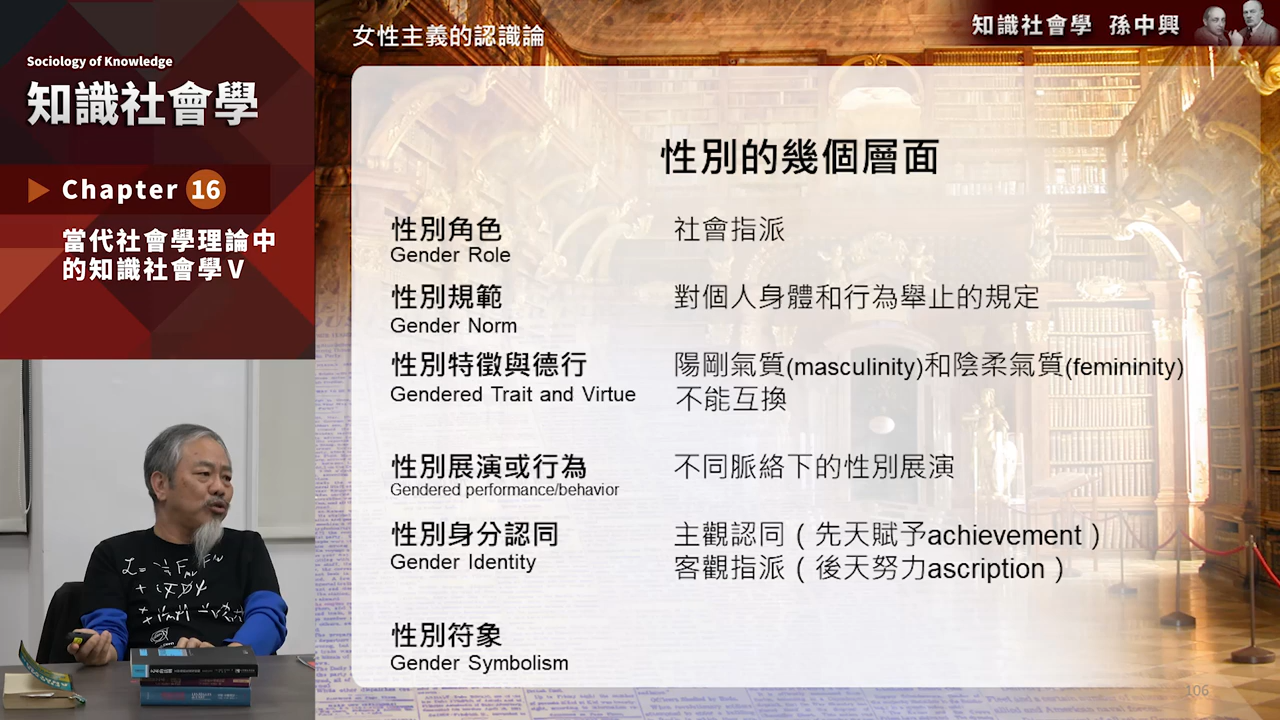 Sociology of Knowledge
知識社會學
Chapter 16
當代社會學理論中
的知識社會學 V
女性主義的認識論
知識社會學 孫中興
性別的幾個層面
性別角色 社會指派
Gender Role
性別規範 對個人身體和行為舉止的規定
Gender Norm
性別特徵與德行 陽剛氣質(masculinity)和陰柔氣質(femininity)
Gendered Trait and Virtue 不能互換
性別展演或行為 不同脈絡下的性別展演
Gendered performance/behavior
性別身分認同 主觀認同（先天賦予achievement）
Gender Identity 客觀指派（後天努力ascription）
性別符象
Gender Symbolism
106